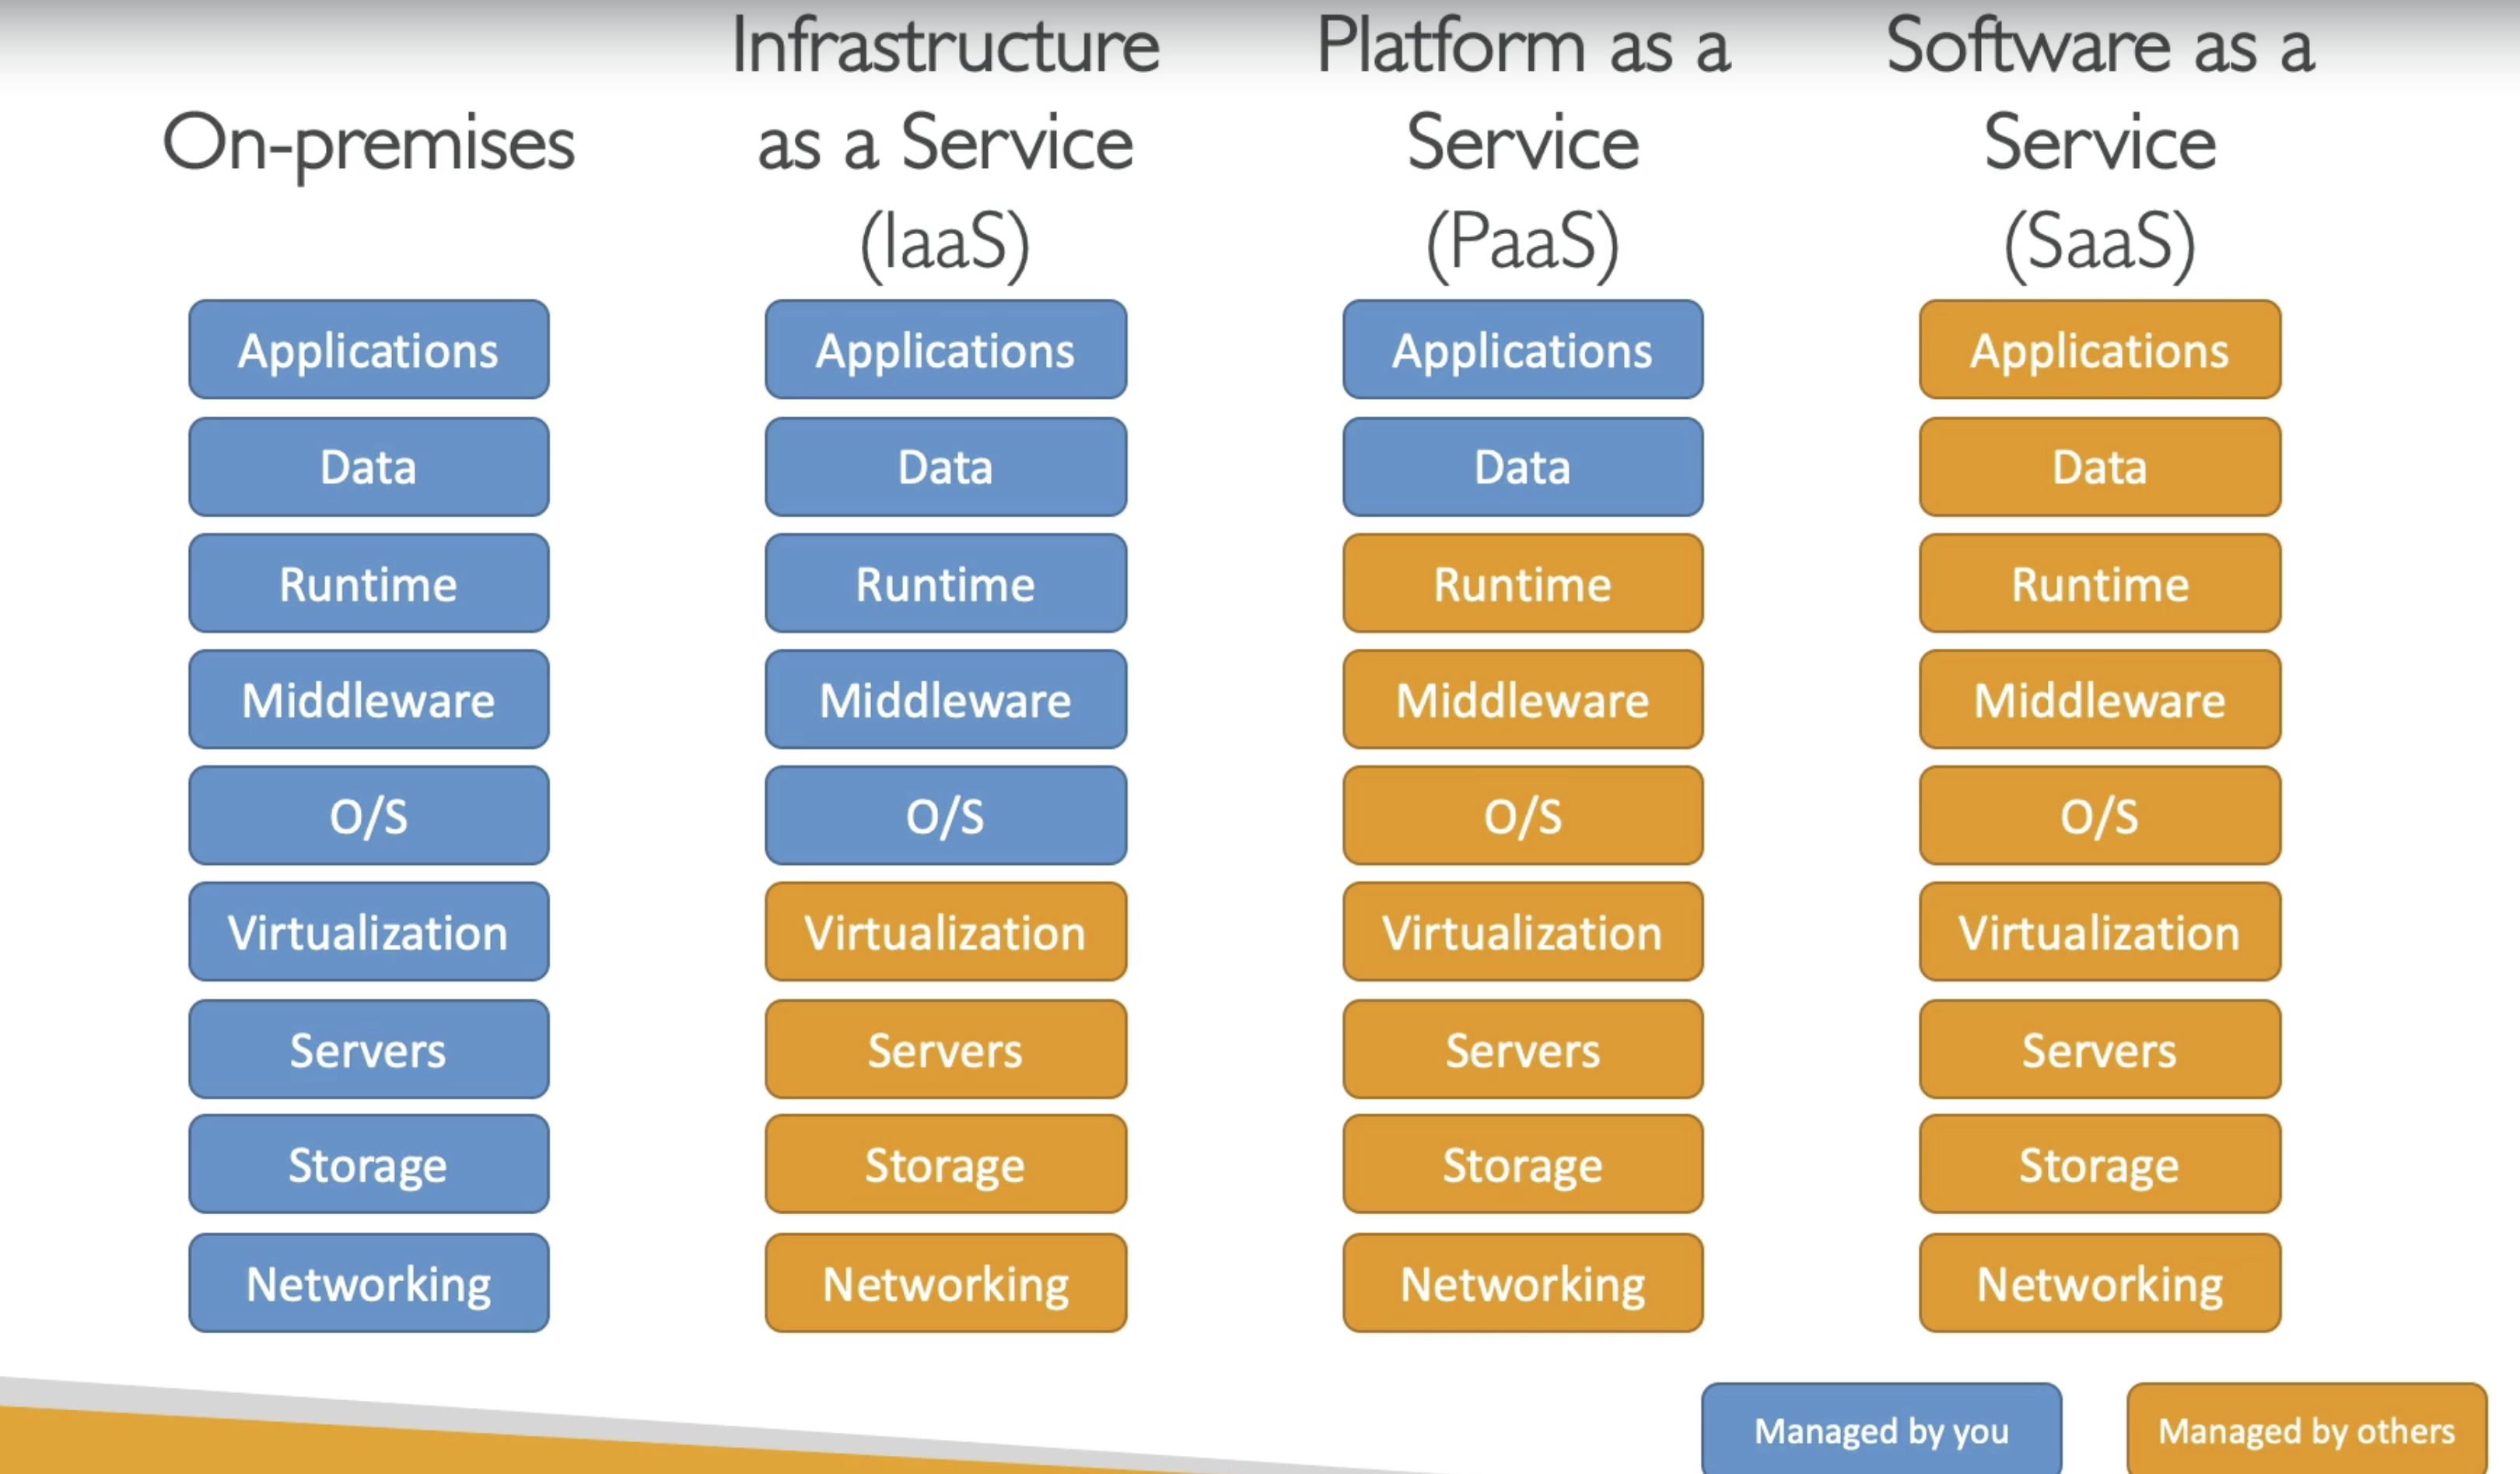 On-premises
Applications
Data
Runtime
Middleware
O/S
Virtualization
Servers
Storage
Networking
Infrastructure
as a Service
(IaaS)
Applications
Data
Runtime
Middleware
O/S
Virtualization
Servers
Storage
Networking
Platform as a
Service
(PaaS)
Applications
Data
Runtime
Middleware
O/S
Virtualization
Servers
Storage
Networking
Software as a
Service
(SaaS)
Applications
Data
Runtime
Middleware
O/S
Virtualization
Servers
Storage
Networking
Managed by you
Managed by others